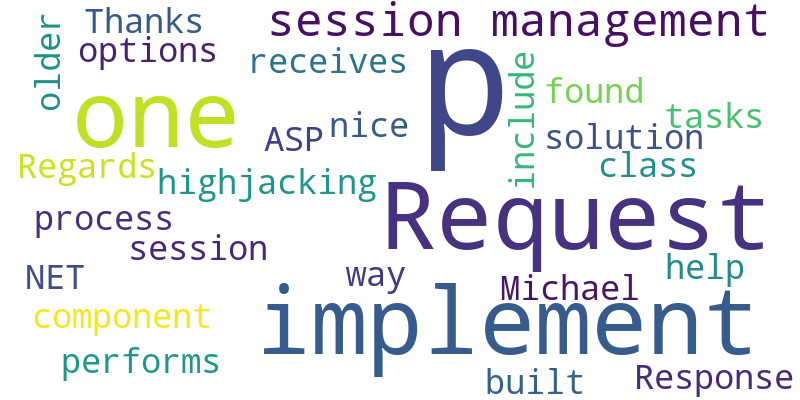 Thanks
session management
older
options
receives
p
include
found
one
ASP
nice
tasks
solution
Regards
highjacking
class
process
Request
session
NET
way
Michael
help
component
implement
performs
built
Response